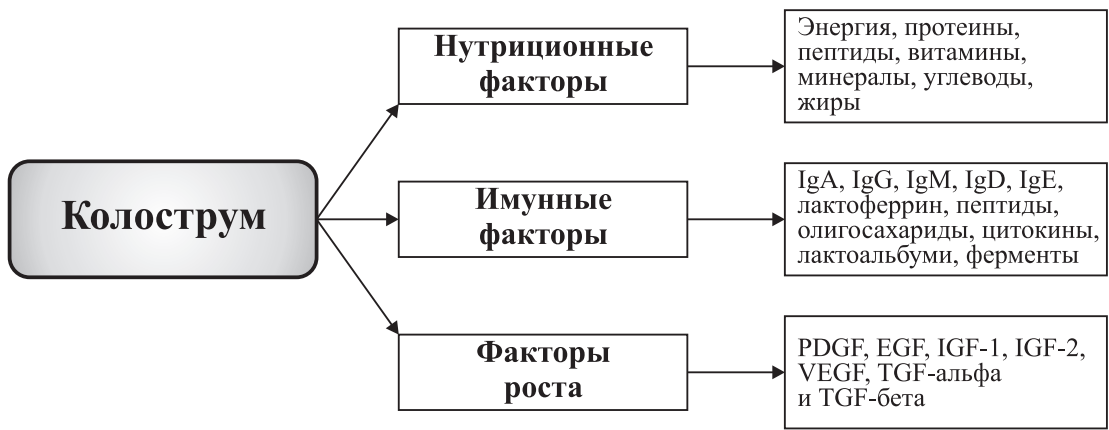 Колострум
Нутриционные
факторы
Энергия, протеины,
пептиды, витамины,
минералы, углеводы,
жиры
Имунные
факторы
IgA, IgG, IgM, IgD, IgE,
лактоферрин, пептиды,
олигосахариды, цитокины,
лактоальбуми, ферменты
Факторы
роста
PDGF, EGF, IGF-1, IGF-2,
VEGF, TGF-альфа
и TGF-бета